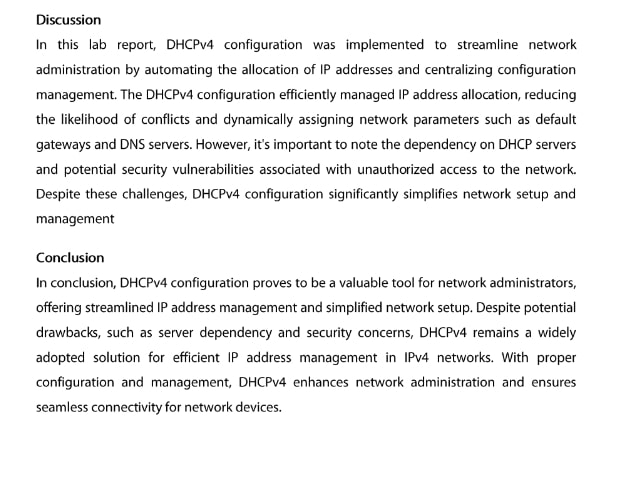 Discussion
In this lab report, DHCPv4 configuration was implemented to streamline network
administration by automating the allocation of IP addresses and centralizing configuration
management. The DHCPv4 configuration efficiently managed IP address allocation, reducing
the likelihood of conflicts and dynamically assigning network parameters such as default
gateways and DNS servers. However, it's important to note the dependency on DHCP servers
and potential security vulnerabilities associated with unauthorized access to the network.
Despite these challenges, DHCPv4 configuration significantly simplifies network setup and
management
Conclusion
In conclusion, DHCPv4 configuration proves to be a valuable tool for network administrators,
offering streamlined IP address management and simplified network setup. Despite potential
drawbacks, such as server dependency and security concerns, DHCPv4 remains a widely
adopted solution for efficient IP address management in IPv4 networks. With proper
configuration and management, DHCPv4 enhances network administration and ensures
seamless connectivity for network devices.